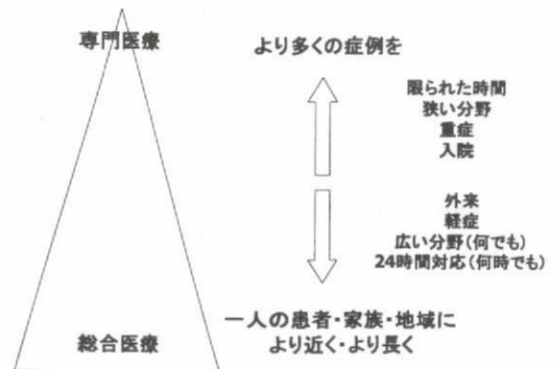 専門医療
より多くの症例を
限られた時間
狭い分野
重症
入院
外来
軽症
広い分野(何でも)
24時間対応(何時でも)
総合医療
一人の患者・家族・地域に
より近く・より長く